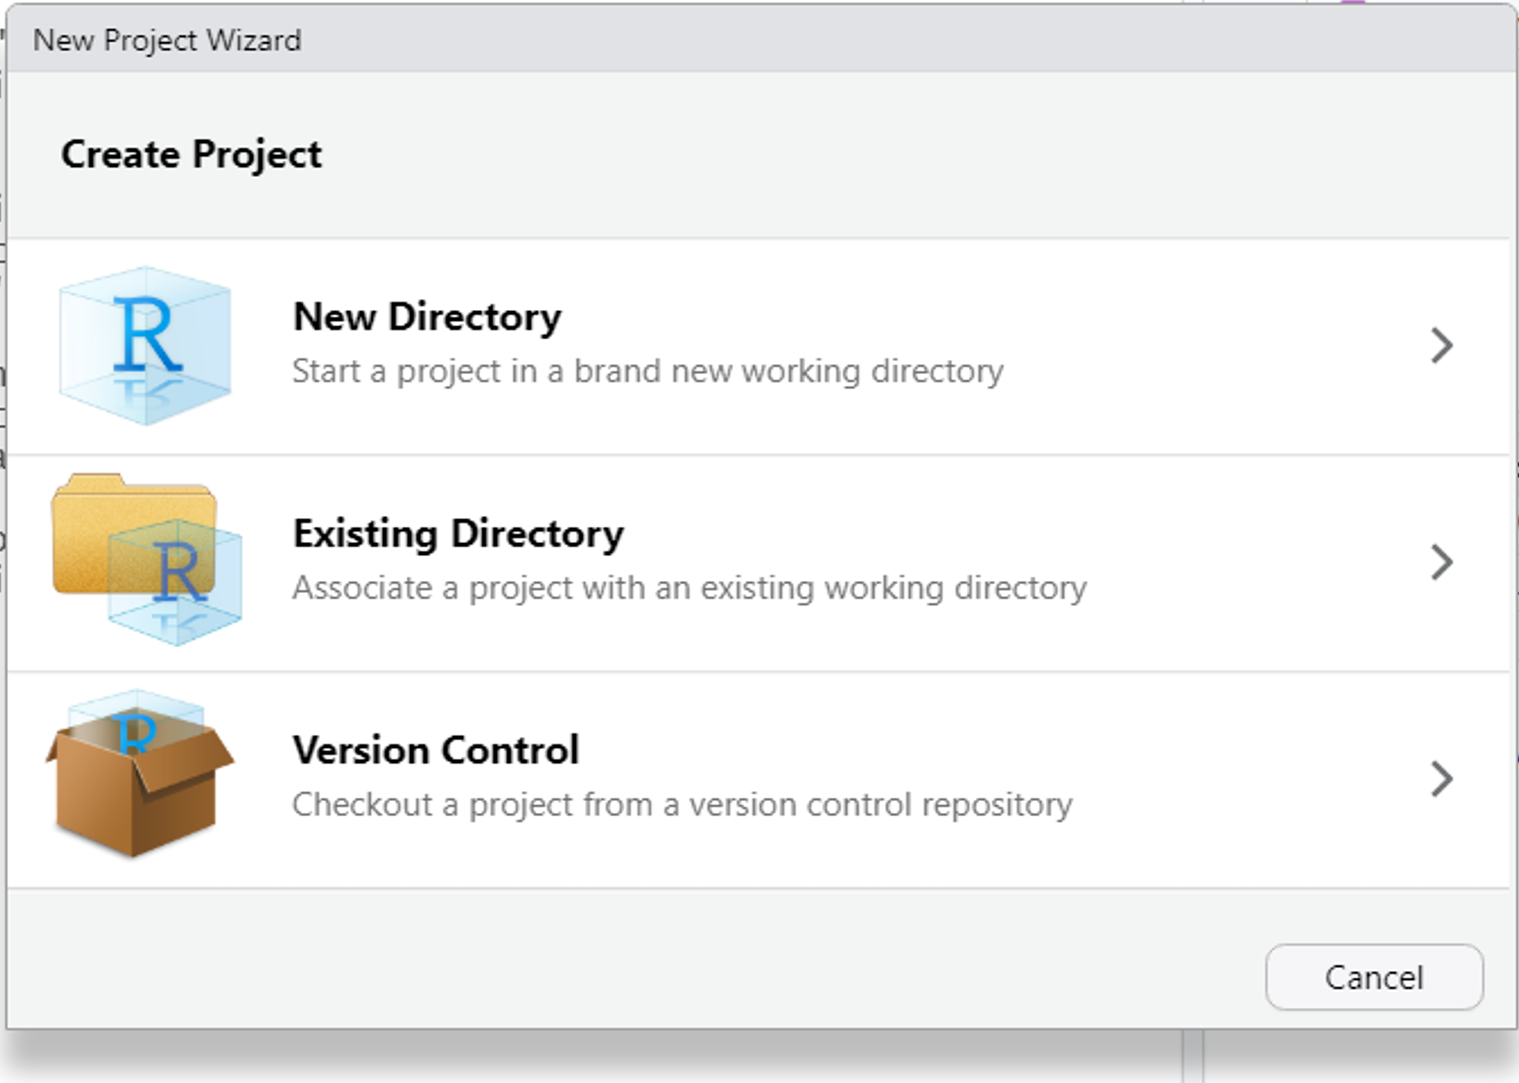 New Project Wizard
Create Project
R
New Directory
Start a project in a brand new working directory
R
Existing Directory
Associate a project with an existing working directory
R
Version Control
Checkout a project from a version control repository
Cancel